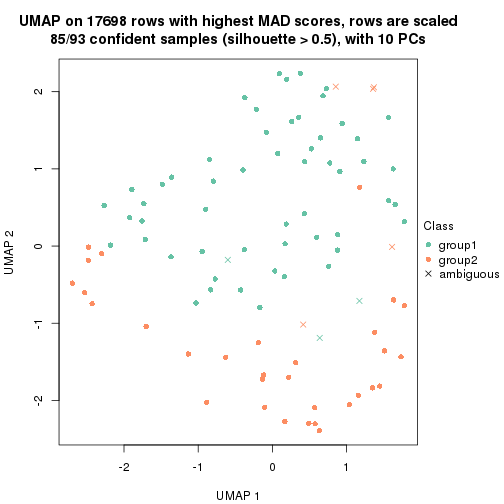 UMAP on 17698 rows with highest MAD scores, rows are scaled
85/93 confident samples (silhouette > 0.5), with 10 PCs
2
1
0
-1
-2
UMAP 2
-2
-1
0
1
UMAP 1
Class
group1
group2
ambiguous